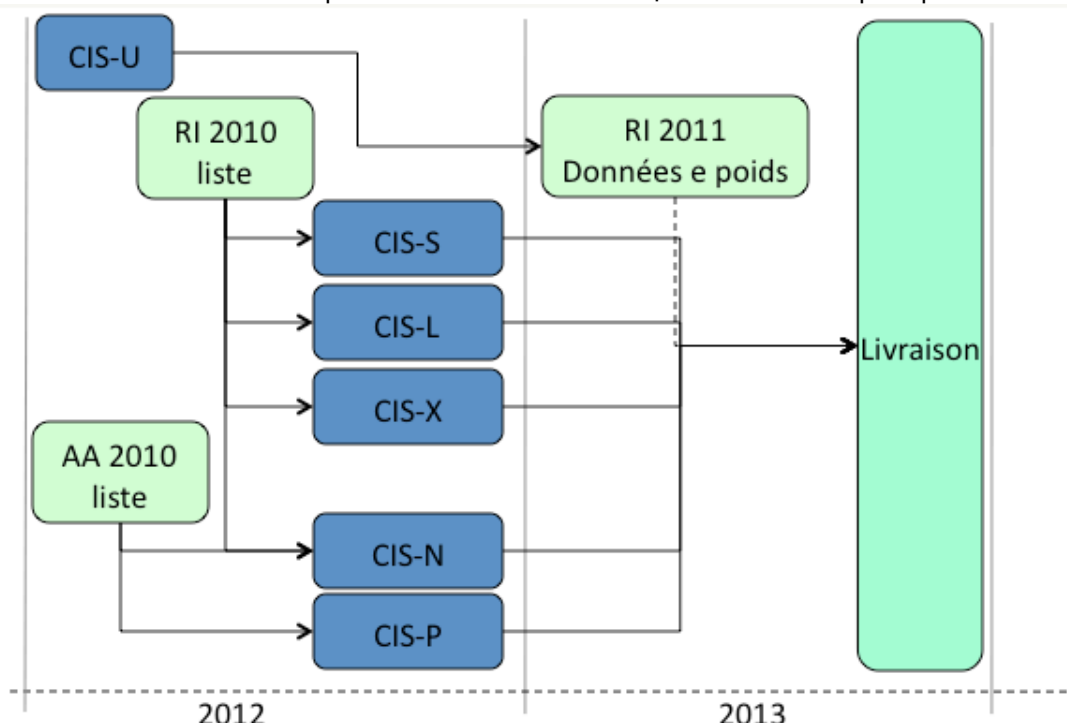 CIS-U
RI 2010
liste
RI 2011
Données e poids
CIS-S
CIS-L
Livraison
CIS-X
AA 2010
liste
CIS-N
CIS-P
2012
2013